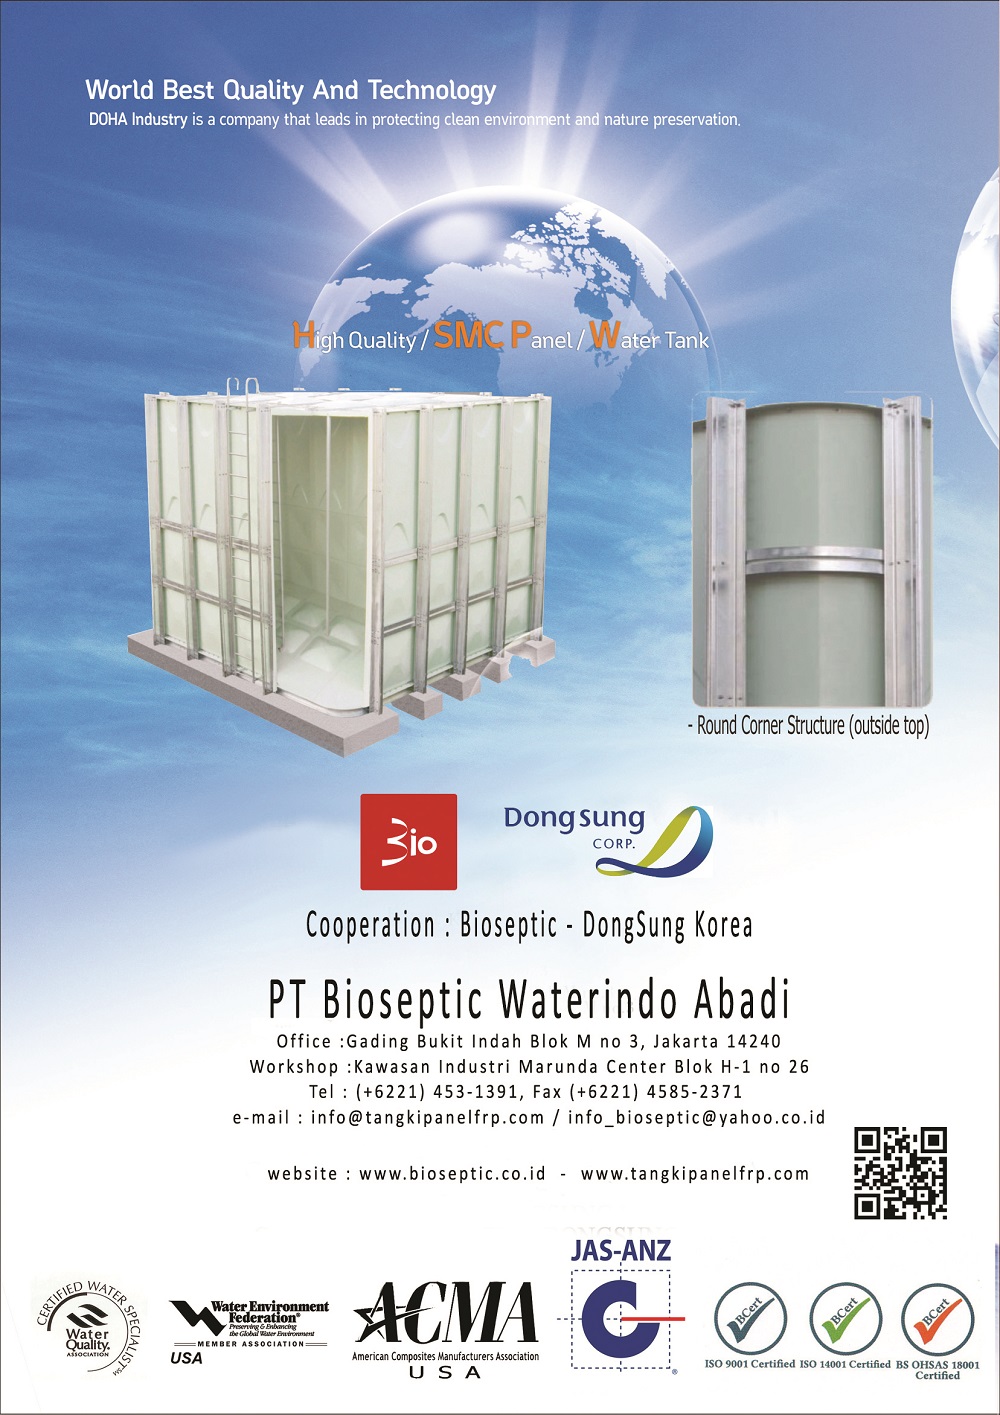 World Best Quality And Technology
DOHA Industry is a company that leads in protecting clean environment and nature preservation.
High Quality / SMC Panel / Water Tank
- Round Corner Structure (outside top)
Bio
DongSung
CORP.
Cooperation : Bioseptic - DongSung Korea
PT Bioseptic Waterindo Abadi
Office :Gading Bukit Indah Blok M no 3, Jakarta 14240
Workshop :Kawasan Industri Marunda Center Blok H-1 no 26
Tel : (+6221) 453-1391, Fax (+6221) 4585-2371
e-mail : info@tangkipanelfrp.com / info_bioseptic@yahoo.co.id
website : www.bioseptic.co.id - www.tangkipanelfrp.com
CERTIFIED WATER SPECIALIST℠
Water
Quality.
ASSOCIATION
Water Environment
Federation®
Preserving & Enhancing
the Global Water Environment
MEMBER ASSOCIATION
USA
ACMA
American Composites Manufacturers Association
USA
JAS-ANZ
®
BCert
ISO 9001 Certified
BCert
ISO 14001 Certified
BCert
BS OHSAS 18001
Certified